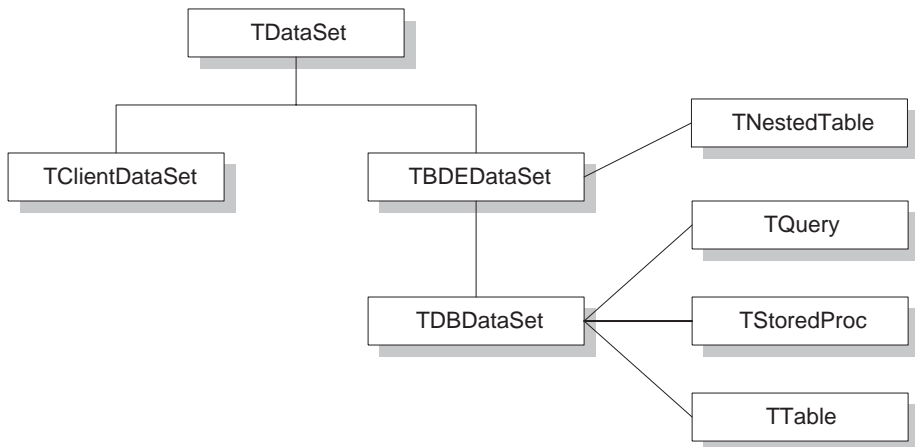 TDataSet
TNestedTable
TClientDataSet
TBDEDataSet
TQuery
TDBDataSet
TStoredProc
TTable